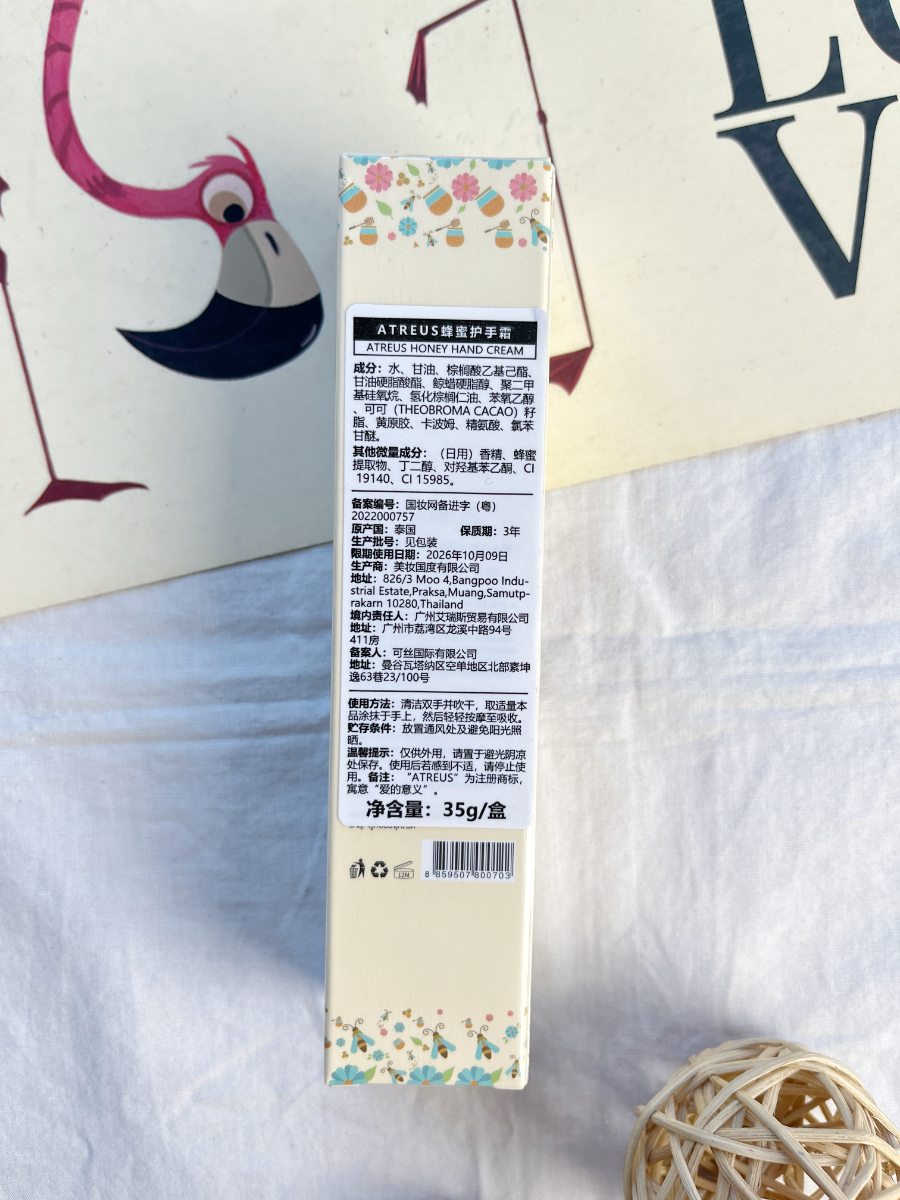 LO
V
ATREUS蜂蜜护手霜
ATREUS HONEY HAND CREAM
成分：水、甘油、棕榈酸乙基己酯、
甘油硬脂酸酯、鲸蜡硬脂醇、聚二甲
基硅氧烷、氢化棕榈仁油、苯氧乙醇
、可可（THEOBROMA CACAO）籽
脂、黄原胶、卡波姆、精氨酸、氯苯
甘醚。
其他微量成分：（日用）香精、蜂蜜
提取物、丁二醇、对羟基苯乙酮、CI
19140、CI 15985。
备案编号：国妆网备进字（粤）
2022000757
原产国：泰国 保质期：3年
生产批号：见包装
限期使用日期：2026年10月09日
生产商：美妆国度有限公司
地址：826/3 Moo 4,Bangpoo Indu-
strial Estate,Praksa,Muang,Samutp-
rakarn 10280,Thailand
境内责任人：广州艾瑞斯贸易有限公司
地址：广州市荔湾区龙溪中路94号
411房
备案人：可丝国际有限公司
地址：曼谷瓦塔纳区空单地区北部素坤
逸63巷23/100号
使用方法：清洁双手并吹干，取适量本
品涂抹于手上，然后轻轻按摩至吸收。
贮存条件：放置通风处及避免阳光照
晒。
温馨提示：仅供外用，请置于避光阴凉
处保存。使用后若感到不适，请停止使
用。备注：“ATREUS”为注册商标，
寓意“爱的意义”。
净含量：35g/盒
12M
8 859507 800703